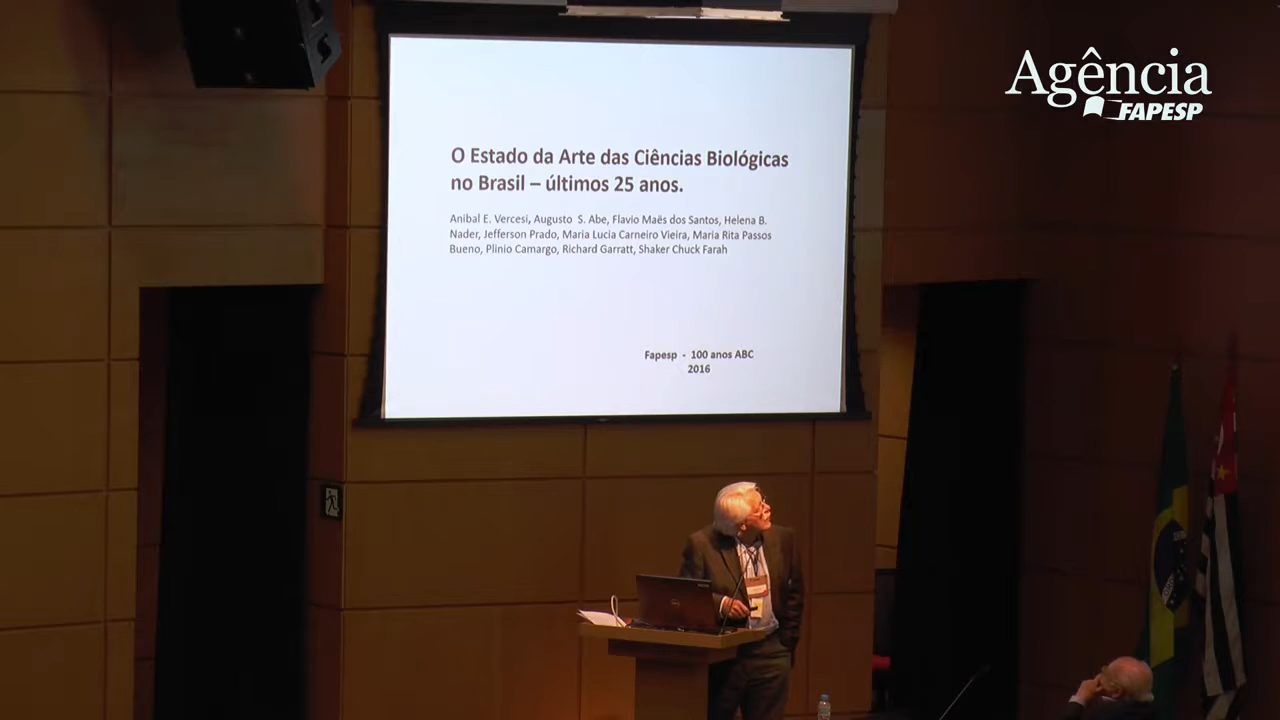 Agência
FAPESP
O Estado da Arte das Ciências Biológicas
no Brasil – últimos 25 anos.
Anibal E. Vercesi, Augusto S. Abe, Flavio Maës dos Santos, Helena B.
Nader, Jefferson Prado, Maria Lucia Carneiro Vieira, Maria Rita Passos
Bueno, Plinio Camargo, Richard Garratt, Shaker Chuck Farah
Fapesp - 100 anos ABC
2016